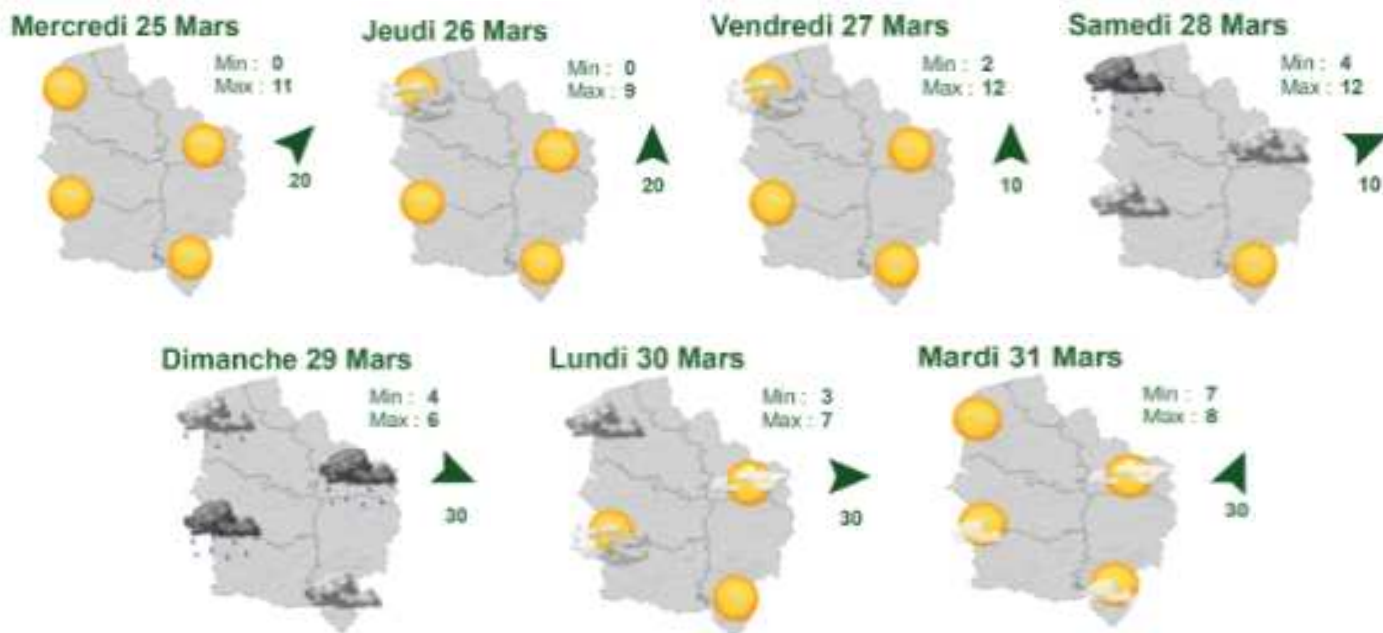 Mercredi 25 Mars
Min : 0
Max : 11
20
Jeudi 26 Mars
Min : 0
Max : 9
20
Vendredi 27 Mars
Min : 2
Max : 12
10
Samedi 28 Mars
Min : 4
Max : 12
10
Dimanche 29 Mars
Min : 4
Max : 6
30
Lundi 30 Mars
Min : 3
Max : 7
30
Mardi 31 Mars
Min : 7
Max : 8
30